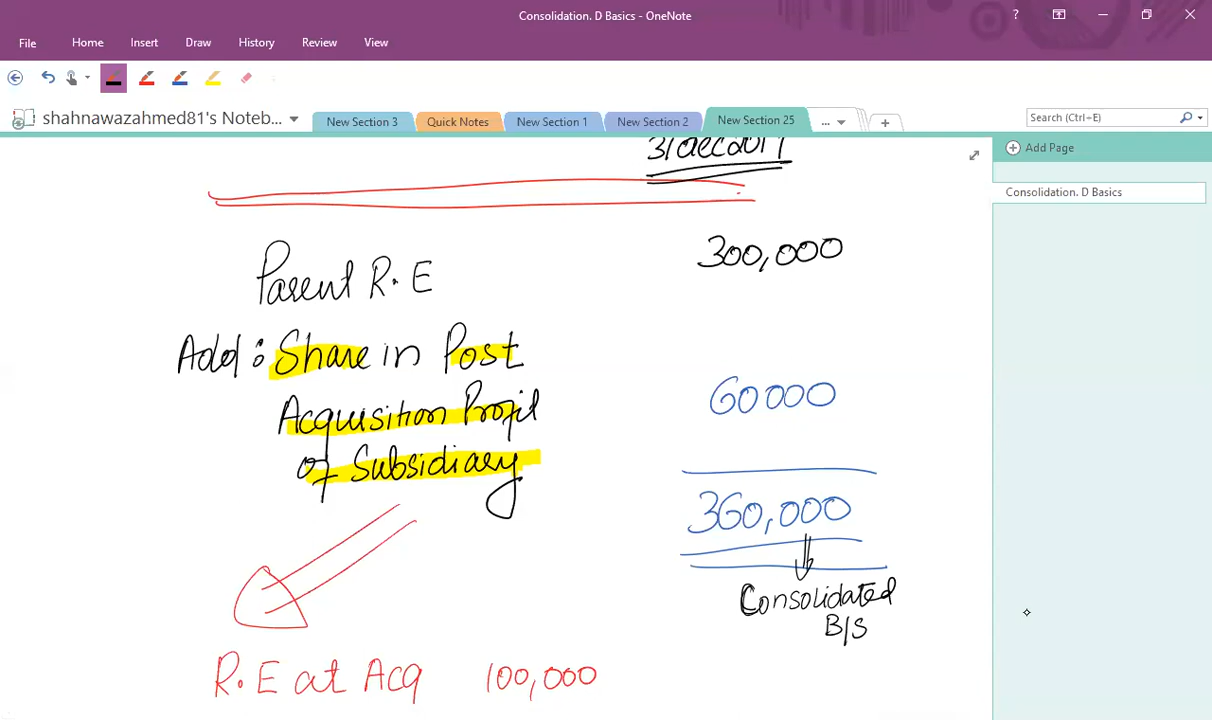 Consolidation. D Basics - OneNote
File Home Insert Draw History Review View
shahnawazahmed81's Noteb... New Section 3 Quick Notes New Section 1 New Section 2 New Section 25 ... Search (Ctrl+E)
Add Page
Consolidation. D Basics
Parent R.E 300,000
Add: Share in Post
Acquisition Profit 60000
of Subsidiary
360,000
Consolidated
B/S
R.E at Acq 100,000